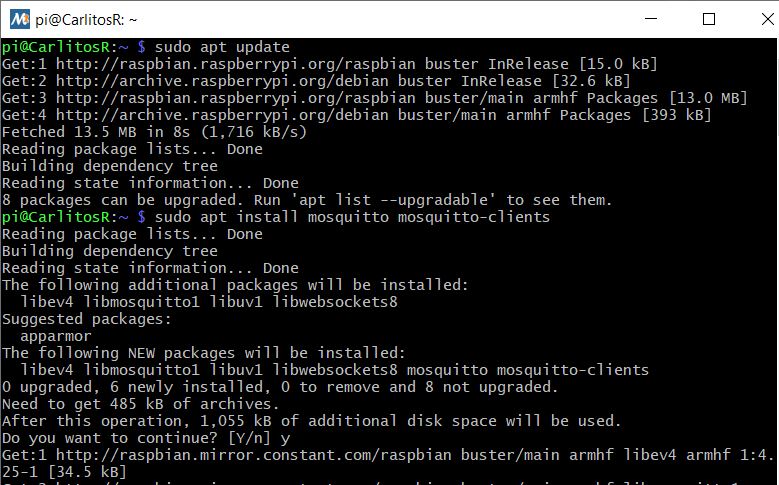 pi@CarlitosR: ~
pi@CarlitosR:~ $ sudo apt update
Get:1 http://raspbian.raspberrypi.org/raspbian buster InRelease [15.0 kB]
Get:2 http://archive.raspberrypi.org/debian buster InRelease [32.6 kB]
Get:3 http://raspbian.raspberrypi.org/raspbian buster/main armhf Packages [13.0 MB]
Get:4 http://archive.raspberrypi.org/debian buster/main armhf Packages [393 kB]
Fetched 13.5 MB in 8s (1,716 kB/s)
Reading package lists... Done
Building dependency tree
Reading state information... Done
8 packages can be upgraded. Run 'apt list --upgradable' to see them.
pi@CarlitosR:~ $ sudo apt install mosquitto mosquitto-clients
Reading package lists... Done
Building dependency tree
Reading state information... Done
The following additional packages will be installed:
  libev4 libmosquitto1 libuv1 libwebsockets8
Suggested packages:
  apparmor
The following NEW packages will be installed:
  libev4 libmosquitto1 libuv1 libwebsockets8 mosquitto mosquitto-clients
0 upgraded, 6 newly installed, 0 to remove and 8 not upgraded.
Need to get 485 kB of archives.
After this operation, 1,055 kB of additional disk space will be used.
Do you want to continue? [Y/n] y
Get:1 http://raspbian.mirror.constant.com/raspbian buster/main armhf libev4 armhf 1:4.
25-1 [34.5 kB]